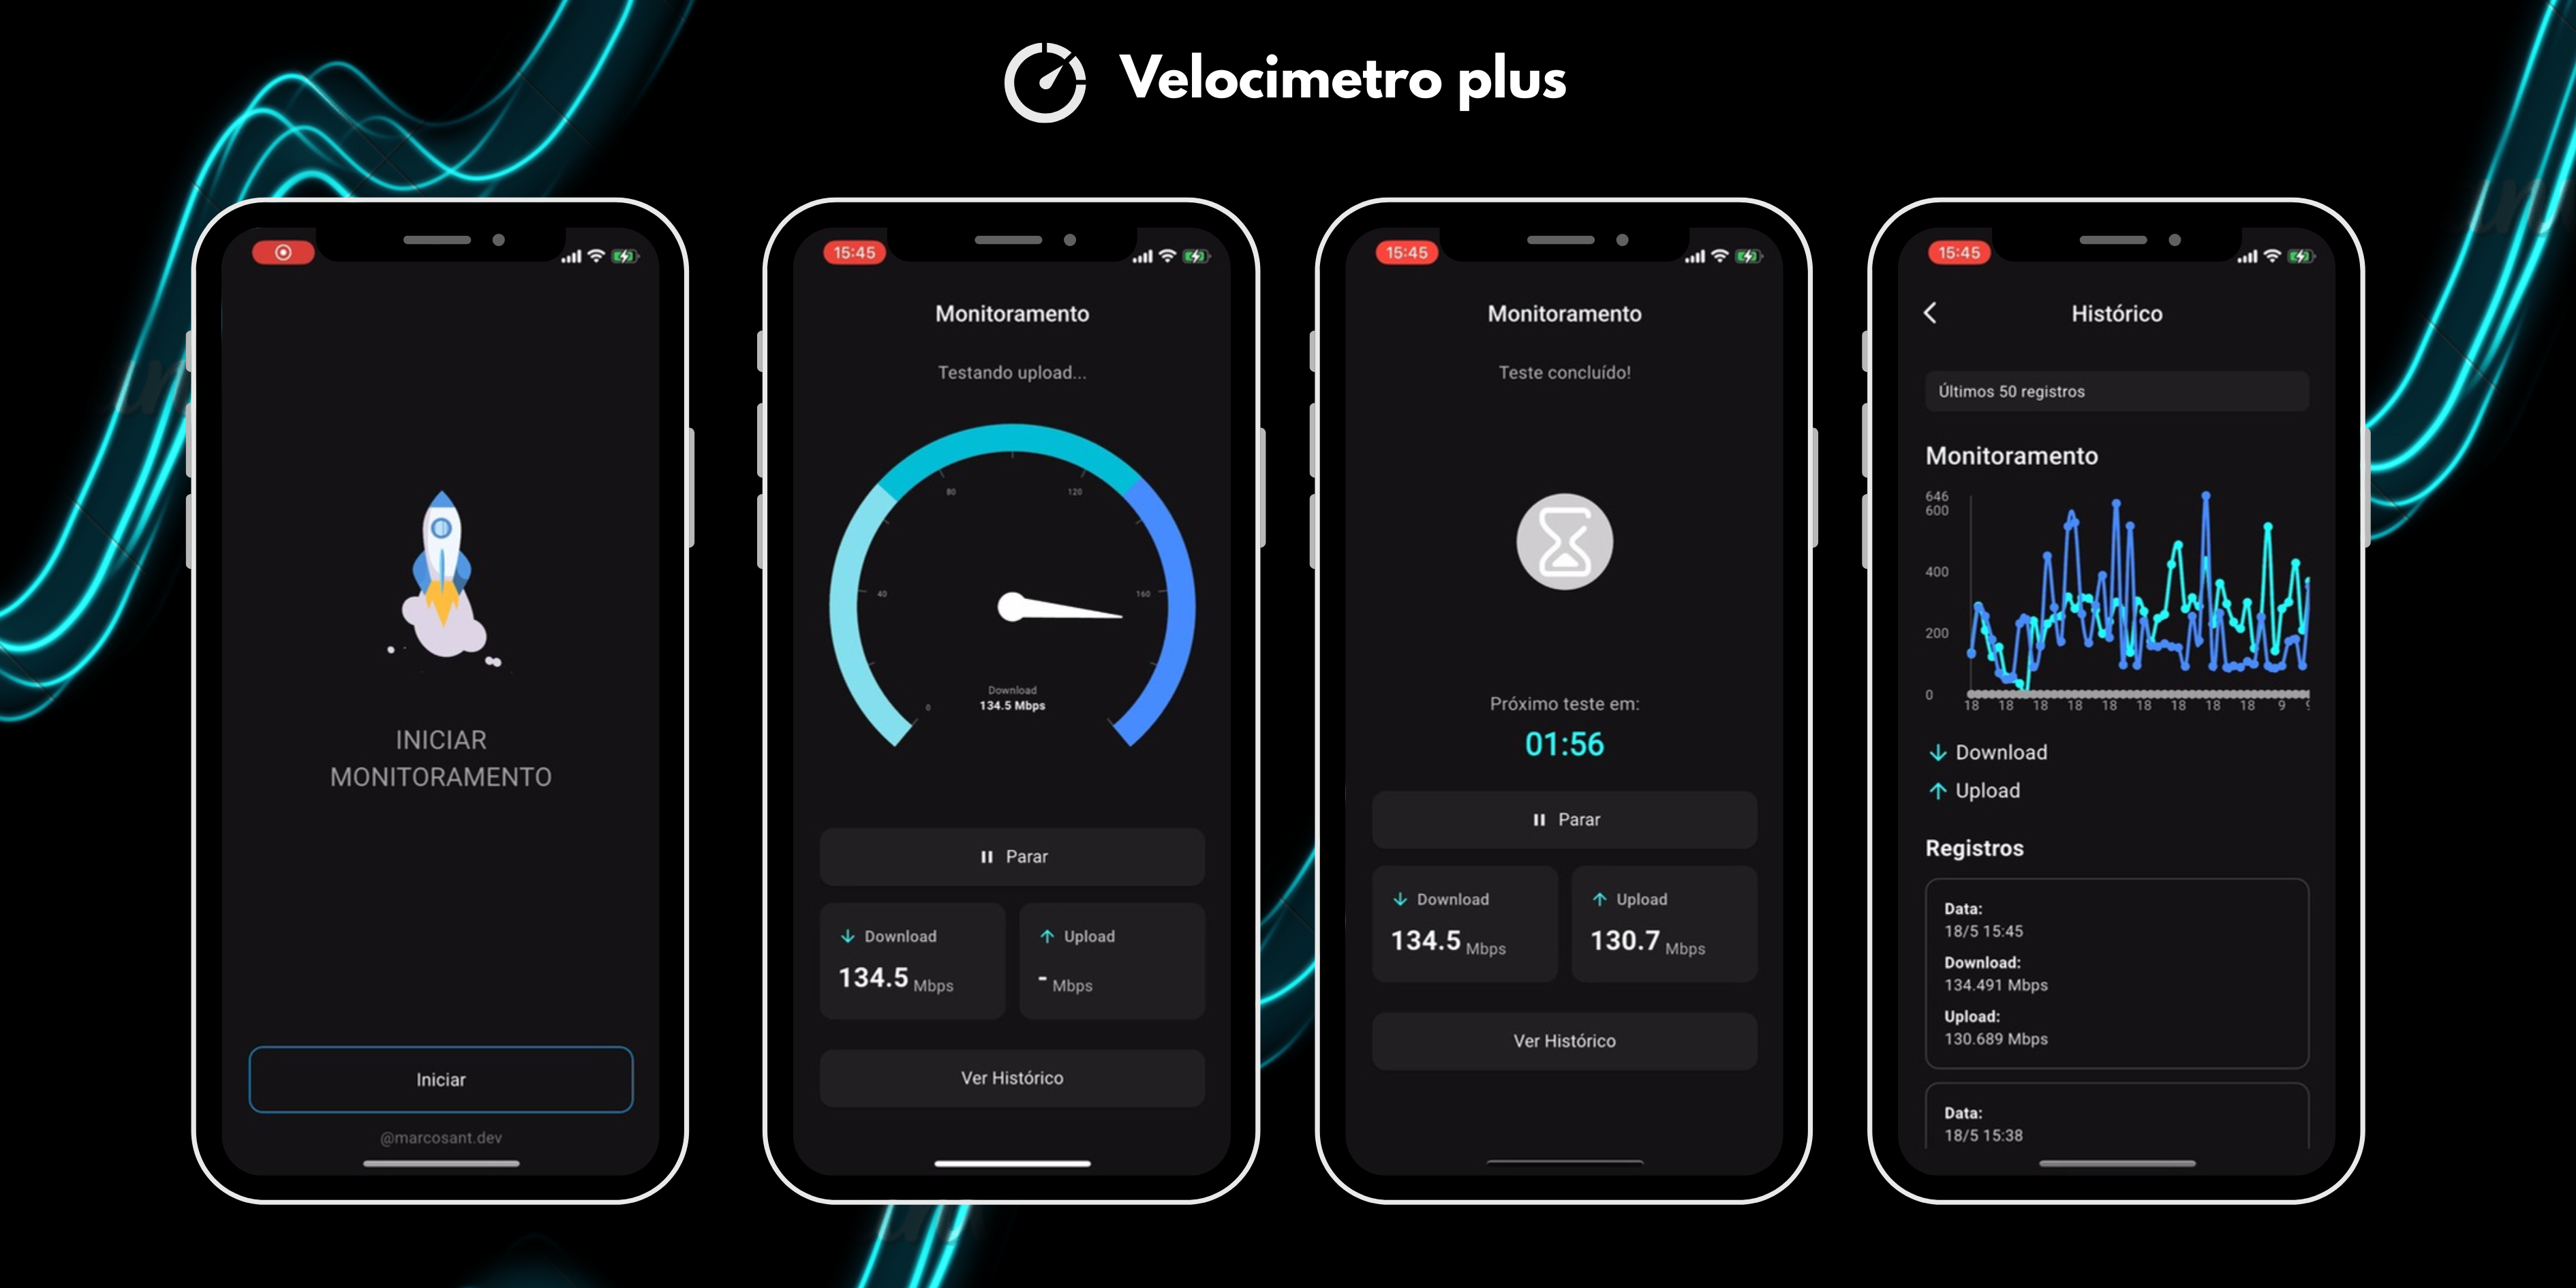 Velocimetro plus
INICIAR
MONITORAMENTO
Iniciar
@marcosant.dev
15:45
Monitoramento
Testando upload...
80
120
40
160
0
Download
134.5 Mbps
Parar
Download
134.5 Mbps
Upload
- Mbps
Ver Histórico
15:45
Monitoramento
Teste concluído!
Próximo teste em:
01:56
Parar
Download
134.5 Mbps
Upload
130.7 Mbps
Ver Histórico
15:45
Histórico
Últimos 50 registros
Monitoramento
646
600
400
200
0
18 18 18 18 18 18 18 18 18 9
Download
Upload
Registros
Data:
18/5 15:45
Download:
134.491 Mbps
Upload:
130.689 Mbps
Data:
18/5 15:38